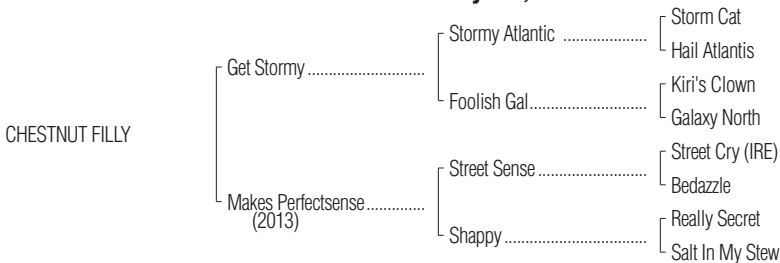 Storm Cat
Stormy Atlantic ......................
Hail Atlantis
Get Stormy ..............................
Kiri's Clown
Foolish Gal...............................
Galaxy North
CHESTNUT FILLY
Street Cry (IRE)
Street Sense .............................
Bedazzle
Makes Perfectsense ...............
(2013)
Really Secret
Shappy .....................................
Salt In My Stew